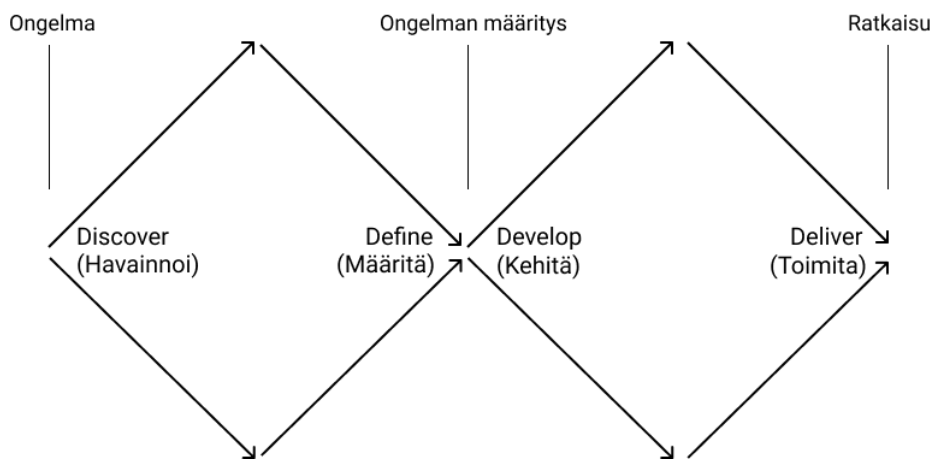 Ongelma
Ongelman määritys
Ratkaisu
Discover
(Havainnoi)
Define
(Määritä)
Develop
(Kehitä)
Deliver
(Toimita)